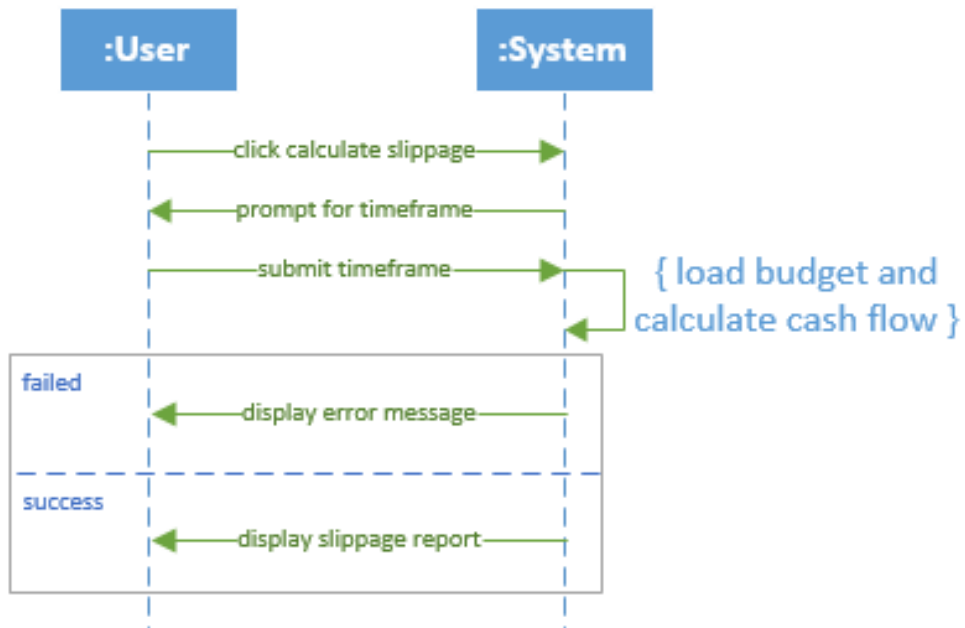 :User
:System
click calculate slippage
prompt for timeframe
submit timeframe
{ load budget and
calculate cash flow }
failed
display error message
success
display slippage report